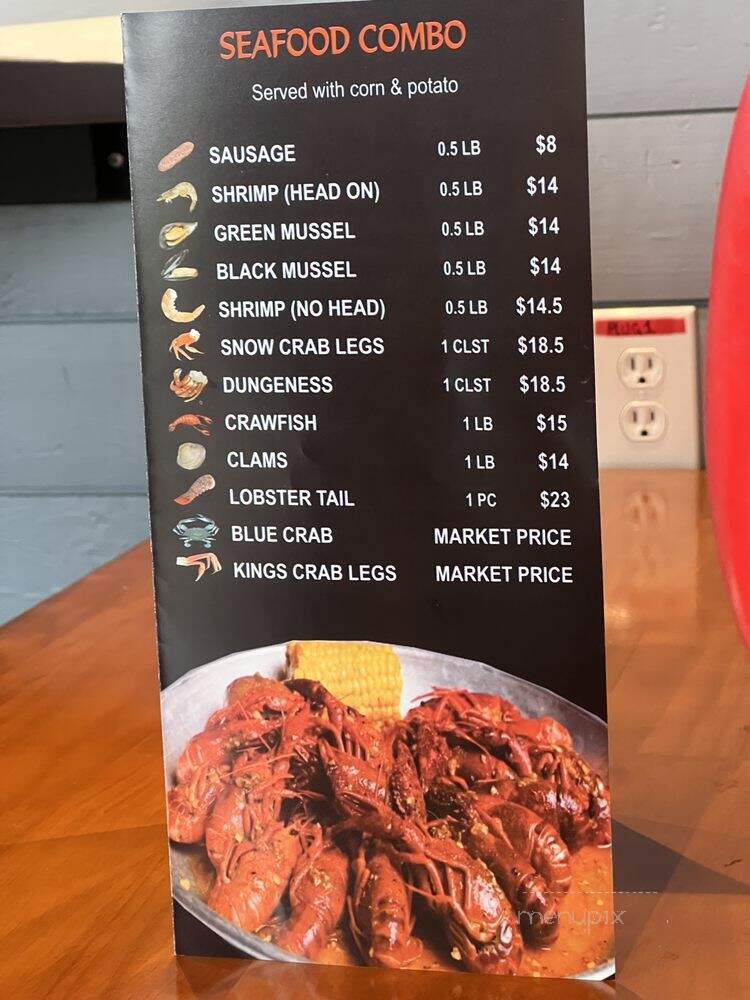 SEAFOOD COMBO
Served with corn & potato
SAUSAGE 0.5 LB $8
SHRIMP (HEAD ON) 0.5 LB $14
GREEN MUSSEL 0.5 LB $14
BLACK MUSSEL 0.5 LB $14
SHRIMP (NO HEAD) 0.5 LB $14.5
SNOW CRAB LEGS 1 CLST $18.5
DUNGENESS 1 CLST $18.5
CRAWFISH 1 LB $15
CLAMS 1 LB $14
LOBSTER TAIL 1 PC $23
BLUE CRAB MARKET PRICE
KINGS CRAB LEGS MARKET PRICE
PLUG 1
menupix